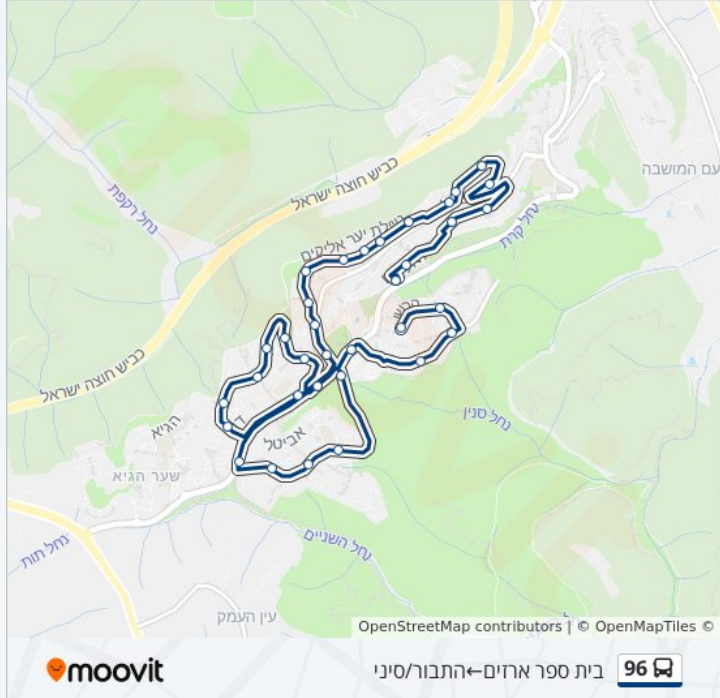 עם המושבה
כביש חוצה ישראל
נחל רקפת
נחל קרת
טיילת יער אליקים
כביש חוצה ישראל
נחל סנין
הגיא
אביטל
שער הגיא
נחל השניים
נחל תות
עין העמק
OpenStreetMap contributors | © OpenMapTiles ©
moovit
בית ספר ארזים←התבור/סיני
96